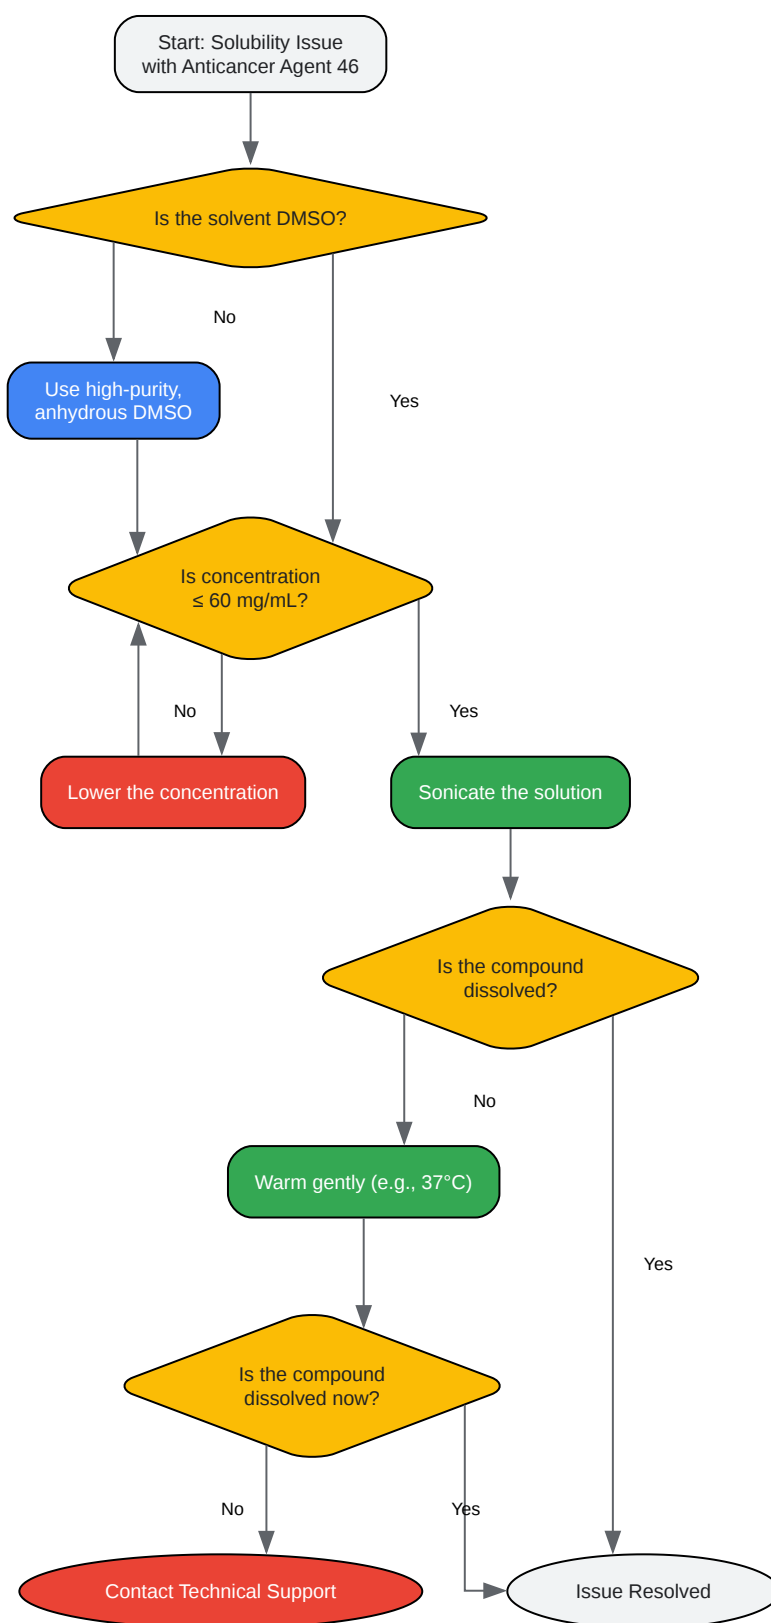 Start: Solubility Issue
with Anticancer Agent 46
Is the solvent DMSO?
No
Use high-purity,
anhydrous DMSO
Yes
Is concentration
≤ 60 mg/mL?
No
Yes
Lower the concentration
Sonicate the solution
Is the compound
dissolved?
No
Warm gently (e.g., 37°C)
Yes
Is the compound
dissolved now?
No
Yes
Contact Technical Support
Issue Resolved